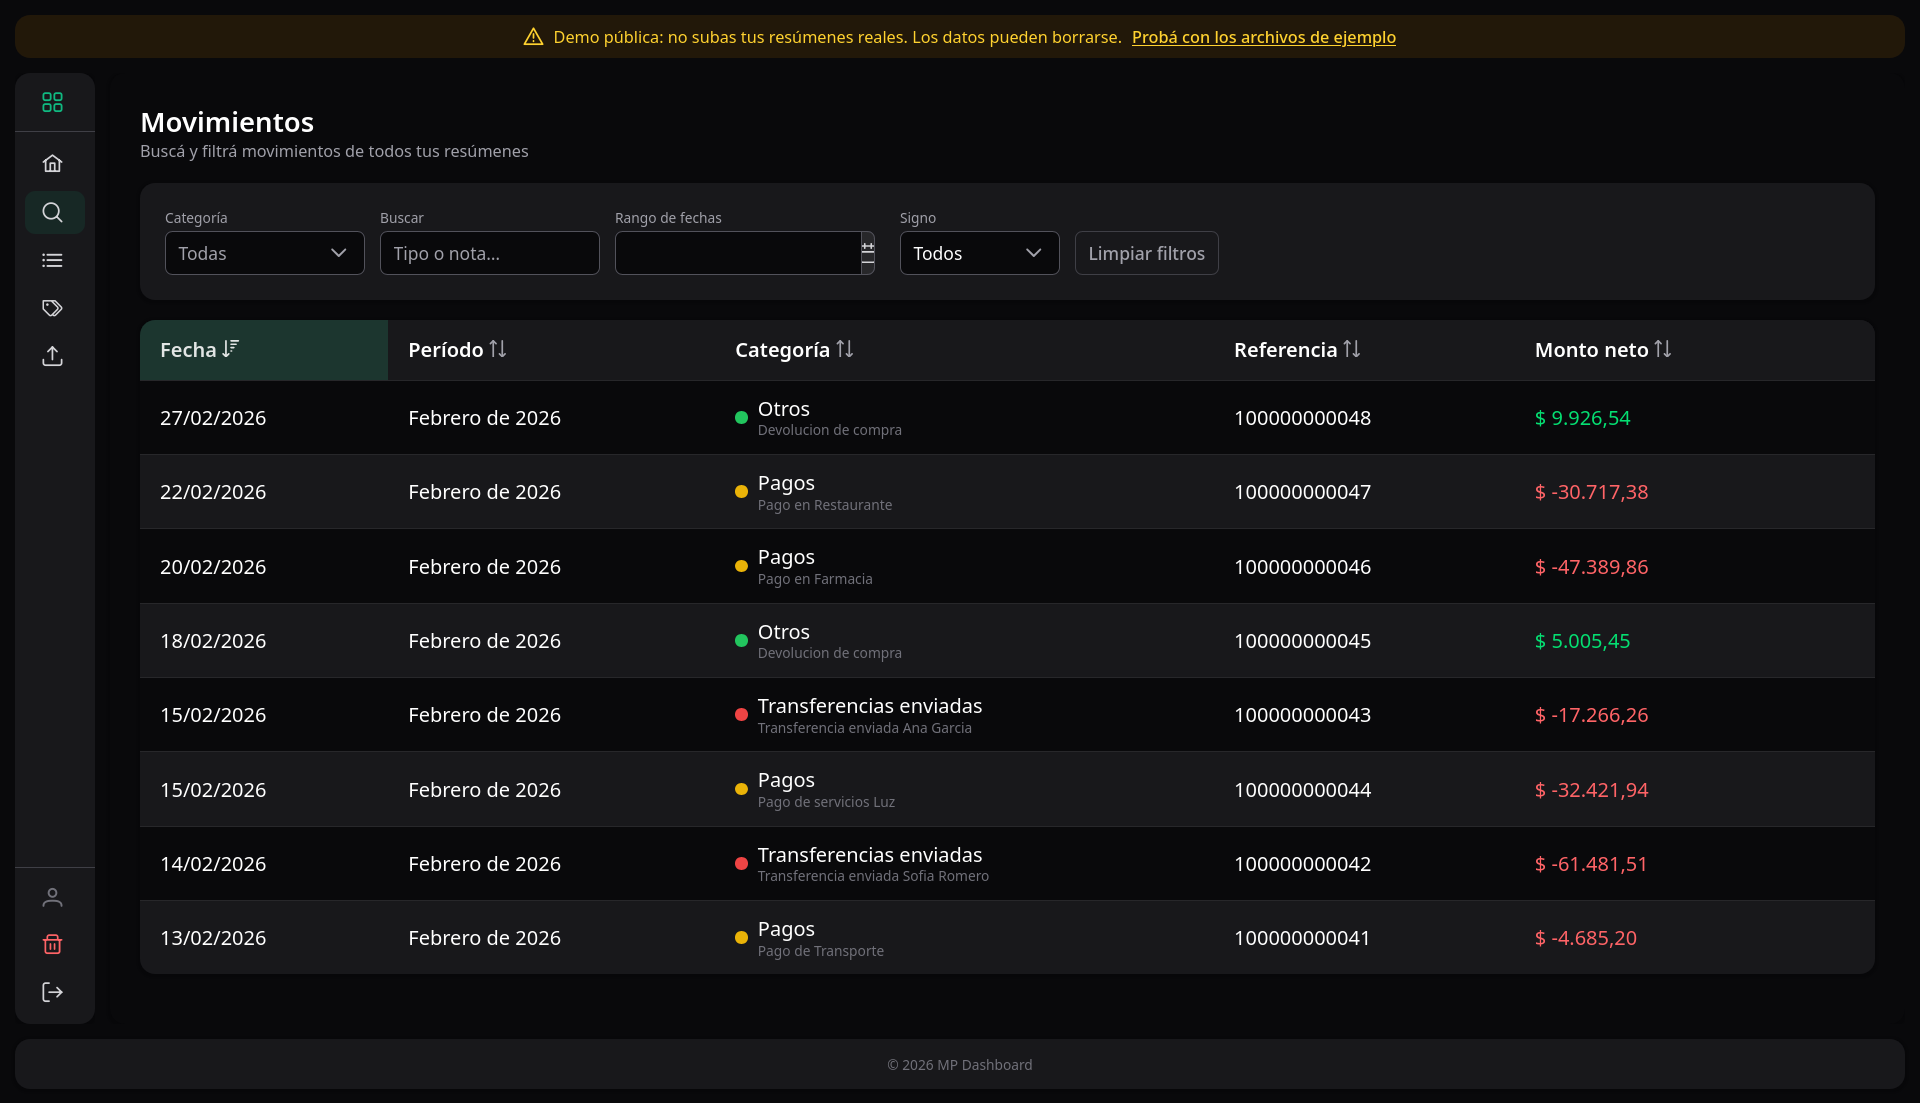 Demo pública: no subas tus resúmenes reales. Los datos pueden borrarse. Probá con los archivos de ejemplo
Movimientos
Buscá y filtrá movimientos de todos tus resúmenes
Categoría Buscar Rango de fechas Signo
Todas Tipo o nota... Todos Limpiar filtros
Fecha Período Categoría Referencia Monto neto
27/02/2026 Febrero de 2026 Otros 100000000048 $ 9.926,54
Devolucion de compra
22/02/2026 Febrero de 2026 Pagos 100000000047 $ -30.717,38
Pago en Restaurante
20/02/2026 Febrero de 2026 Pagos 100000000046 $ -47.389,86
Pago en Farmacia
18/02/2026 Febrero de 2026 Otros 100000000045 $ 5.005,45
Devolucion de compra
15/02/2026 Febrero de 2026 Transferencias enviadas 100000000043 $ -17.266,26
Transferencia enviada Ana Garcia
15/02/2026 Febrero de 2026 Pagos 100000000044 $ -32.421,94
Pago de servicios Luz
14/02/2026 Febrero de 2026 Transferencias enviadas 100000000042 $ -61.481,51
Transferencia enviada Sofia Romero
13/02/2026 Febrero de 2026 Pagos 100000000041 $ -4.685,20
Pago de Transporte
© 2026 MP Dashboard